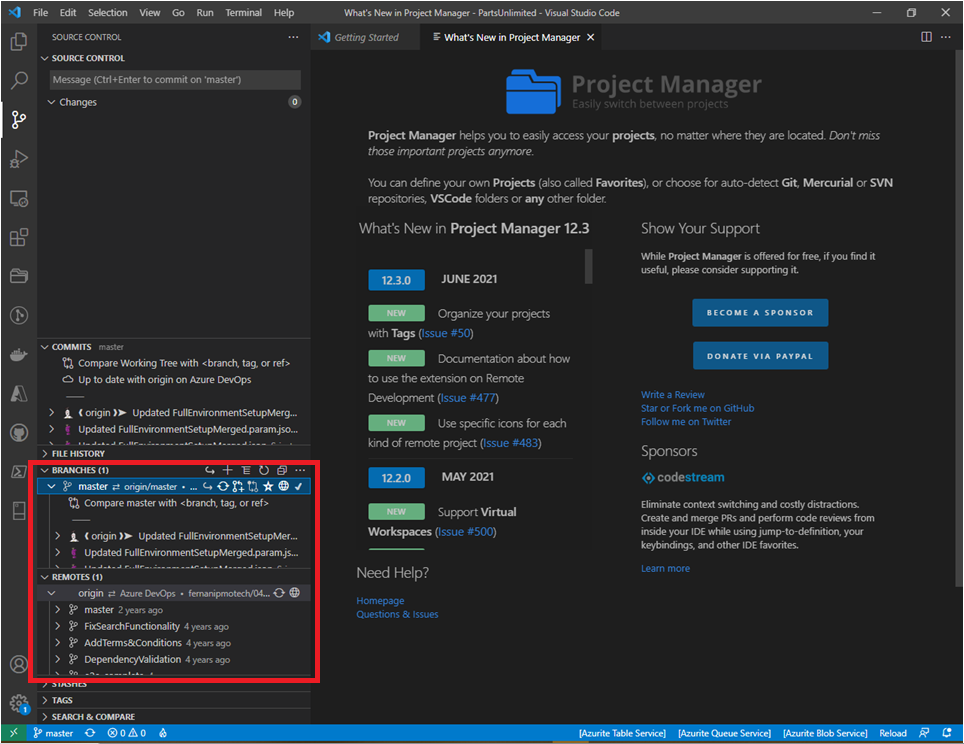 File Edit Selection View Go Run Terminal Help What's New in Project Manager - PartsUnlimited - Visual Studio Code
SOURCE CONTROL
SOURCE CONTROL
Message (Ctrl+Enter to commit on 'master')
Changes 0
COMMITS master
Compare Working Tree with <branch, tag, or ref>
Up to date with origin on Azure DevOps
origin Updated FullEnvironmentSetupMerg...
Updated FullEnvironmentSetupMerged.param.jso...
FILE HISTORY
BRANCHES (1)
master origin/master • ...
Compare master with <branch, tag, or ref>
origin Updated FullEnvironmentSetupMer...
Updated FullEnvironmentSetupMerged.param.js...
REMOTES (1)
origin Azure DevOps • fernanipmotech/04...
master 2 years ago
FixSearchFunctionality 4 years ago
AddTerms&Conditions 4 years ago
DependencyValidation 4 years ago
STASHES
TAGS
SEARCH & COMPARE
Getting Started What's New in Project Manager
Project Manager
Easily switch between projects
Project Manager helps you to easily access your projects, no matter where they are located. Don't miss
those important projects anymore.
You can define your own Projects (also called Favorites), or choose for auto-detect Git, Mercurial or SVN
repositories, VSCode folders or any other folder.
What's New in Project Manager 12.3
12.3.0 JUNE 2021
NEW Organize your projects
with Tags (Issue #50)
NEW Documentation about how
to use the extension on Remote
Development (Issue #477)
NEW Use specific icons for each
kind of remote project (Issue #483)
12.2.0 MAY 2021
NEW Support Virtual
Workspaces (Issue #500)
Need Help?
Homepage
Questions & Issues
Show Your Support
While Project Manager is offered for free, if you find it
useful, please consider supporting it.
BECOME A SPONSOR
DONATE VIA PAYPAL
Write a Review
Star or Fork me on GitHub
Follow me on Twitter
Sponsors
codestream
Eliminate context switching and costly distractions.
Create and merge PRs and perform code reviews from
inside your IDE while using jump-to-definition, your
keybindings, and other IDE favorites.
Learn more
1
master 0 0 [Azurite Table Service] [Azurite Queue Service] [Azurite Blob Service] Reload